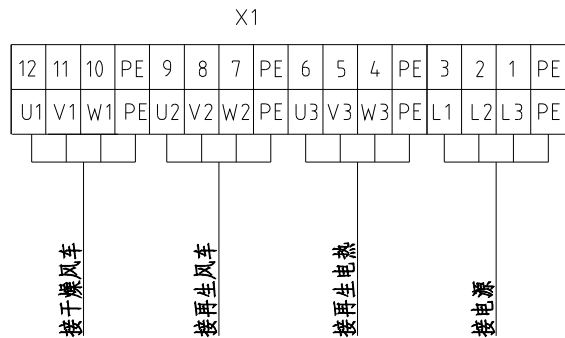 X1
12 11 10 PE 9 8 7 PE 6 5 4 PE 3 2 1 PE
U1 V1 W1 PE U2 V2 W2 PE U3 V3 W3 PE L1 L2 L3 PE
接干燥风车
接再生风车
接再生电热
接电源